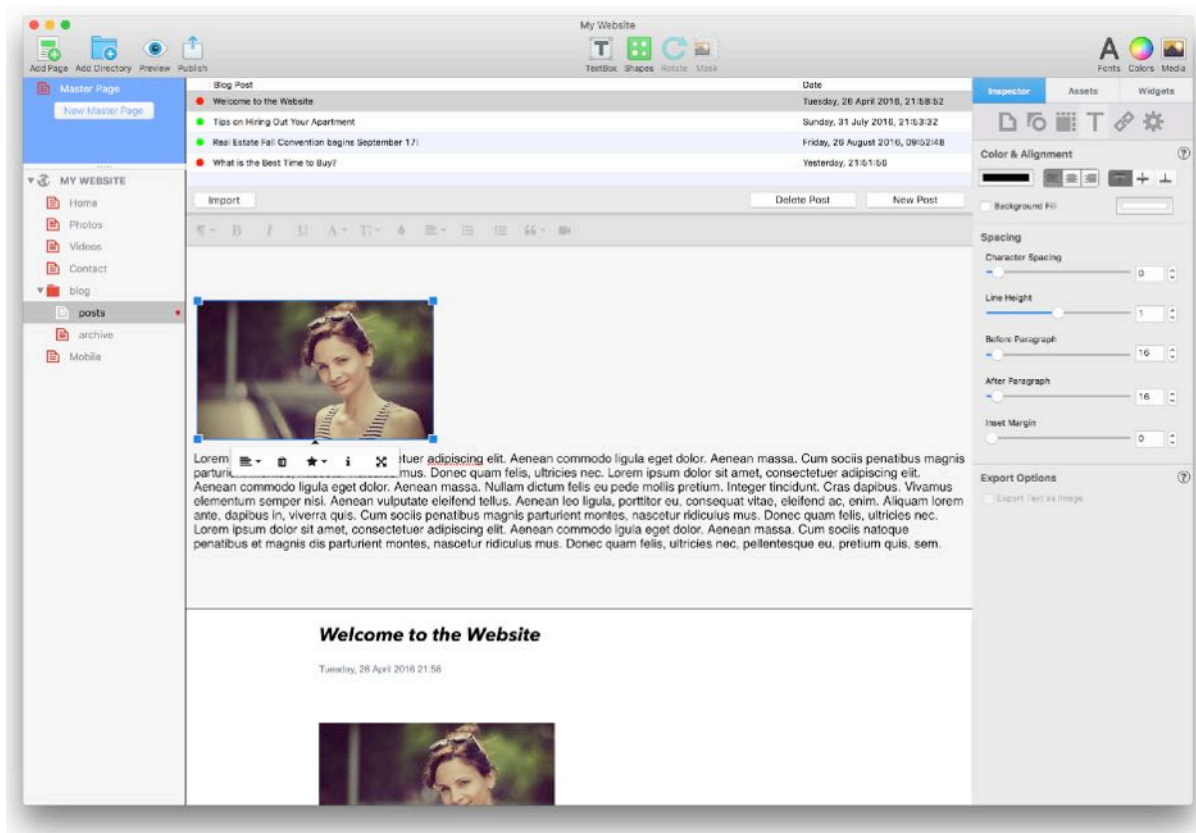 My Website
Add Page Add Directory Preview Publish
TextBox Shapes Rotate Mask
Fonts Colors Media
Master Page
New Master Page
MY WEBSITE
Home
Photos
Videos
Contact
blog
posts
archive
Mobile
Blog Post Date
Welcome to the Website Tuesday, 26 April 2016, 21:58:52
Tips on Hiring Out Your Apartment Sunday, 31 July 2016, 21:53:32
Real Estate Fall Convention begins September 17! Friday, 26 August 2016, 09:52:48
What is the Best Time to Buy? Yesterday, 21:51:56
Import Delete Post New Post
B I U A T
Lorem etuer adipiscing elit. Aenean commodo ligula eget dolor. Aenean massa. Cum sociis penatibus magnis
parturie mus. Donec quam felis, ultricies nec. Lorem ipsum dolor sit amet, consectetuer adipiscing elit.
Aenean commodo ligula eget dolor. Aenean massa. Nullam dictum felis eu pede mollis pretium. Integer tincidunt. Cras dapibus. Vivamus
elementum semper nisi. Aenean vulputate eleifend tellus. Aenean leo ligula, porttitor eu, consequat vitae, eleifend ac, enim. Aliquam lorem
ante, dapibus in, viverra quis. Cum sociis penatibus magnis parturient montes, nascetur ridiculus mus. Donec quam felis, ultricies nec.
Lorem ipsum dolor sit amet, consectetuer adipiscing elit. Aenean commodo lgula eget dolor. Aenean massa. Cum sociis natoque
penatibus et magnis dis parturient montes, nascetur ridiculus mus. Donec quam felis, ultricies nec, pellentesque eu, pretium quis, sem.
Welcome to the Website
Tuesday, 26 April 2016 21:58
Inspector Assets Widgets
T
Color & Alignment ?
Background Fill
Spacing
Character Spacing
0
Line Height
1
Before Paragraph
16
After Paragraph
16
Inset Margin
0
Export Options ?
Export Text as Image